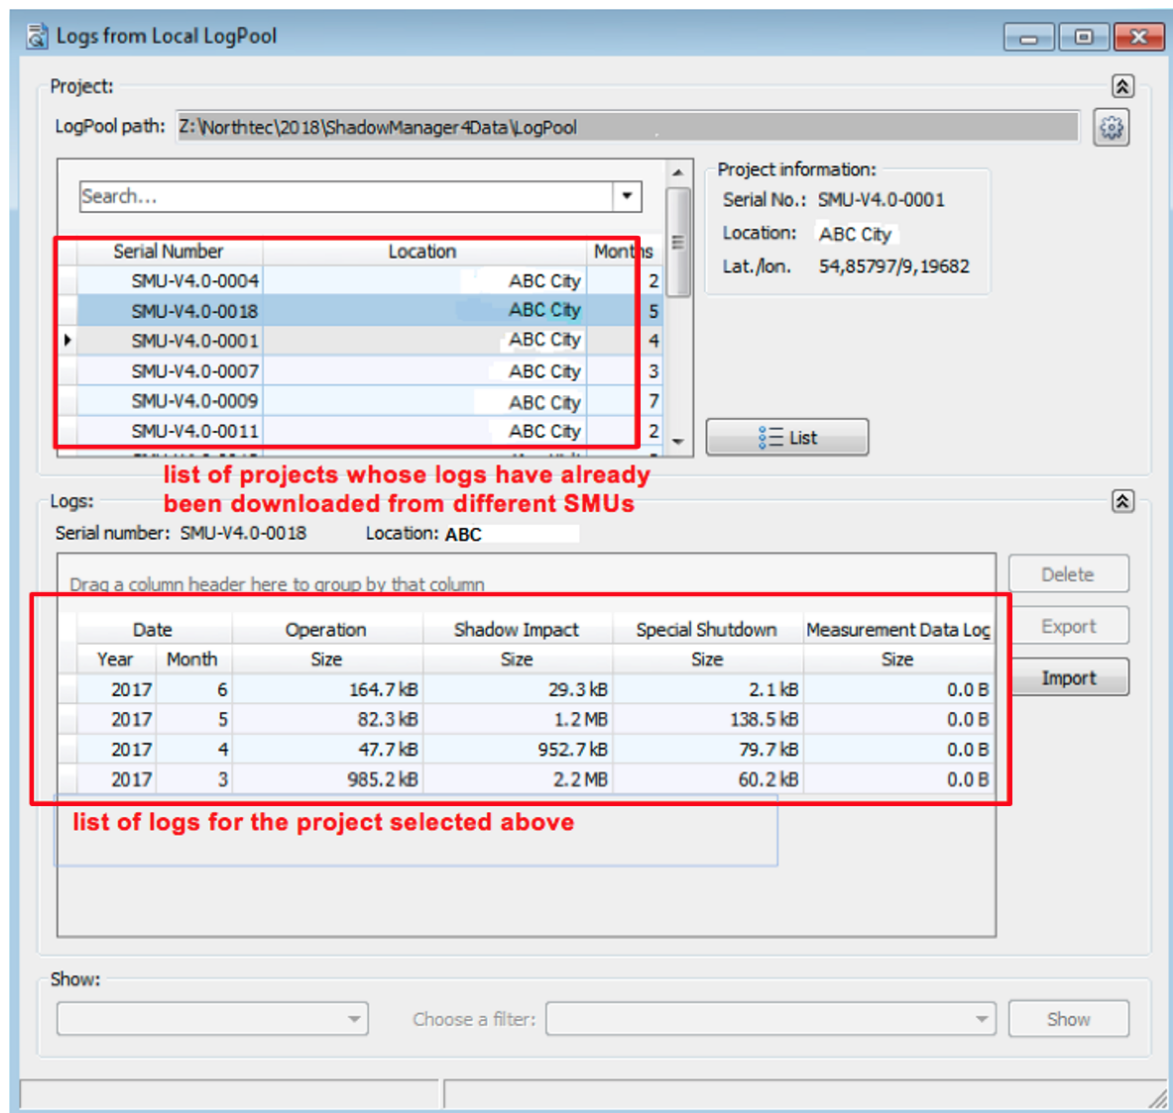 Logs from Local LogPool
Project:
LogPool path: Z:\Northtec\2018\ShadowManager4Data\LogPool
Search...
Serial Number Location Months
SMU-V4.0-0004 ABC City 2
SMU-V4.0-0018 ABC City 5
SMU-V4.0-0001 ABC City 4
SMU-V4.0-0007 ABC City 3
SMU-V4.0-0009 ABC City 7
SMU-V4.0-0011 ABC City 2
Project information:
Serial No.: SMU-V4.0-0001
Location: ABC City
Lat./lon. 54,85797/9,19682
List
list of projects whose logs have already
been downloaded from different SMUs
Logs:
Serial number: SMU-V4.0-0018 Location: ABC
Drag a column header here to group by that column
Date Operation Shadow Impact Special Shutdown Measurement Data Log
Year Month Size Size Size Size
2017 6 164.7 kB 29.3 kB 2.1 kB 0.0 B
2017 5 82.3 kB 1.2 MB 138.5 kB 0.0 B
2017 4 47.7 kB 952.7 kB 79.7 kB 0.0 B
2017 3 985.2 kB 2.2 MB 60.2 kB 0.0 B
list of logs for the project selected above
Delete
Export
Import
Show:
Choose a filter:
Show